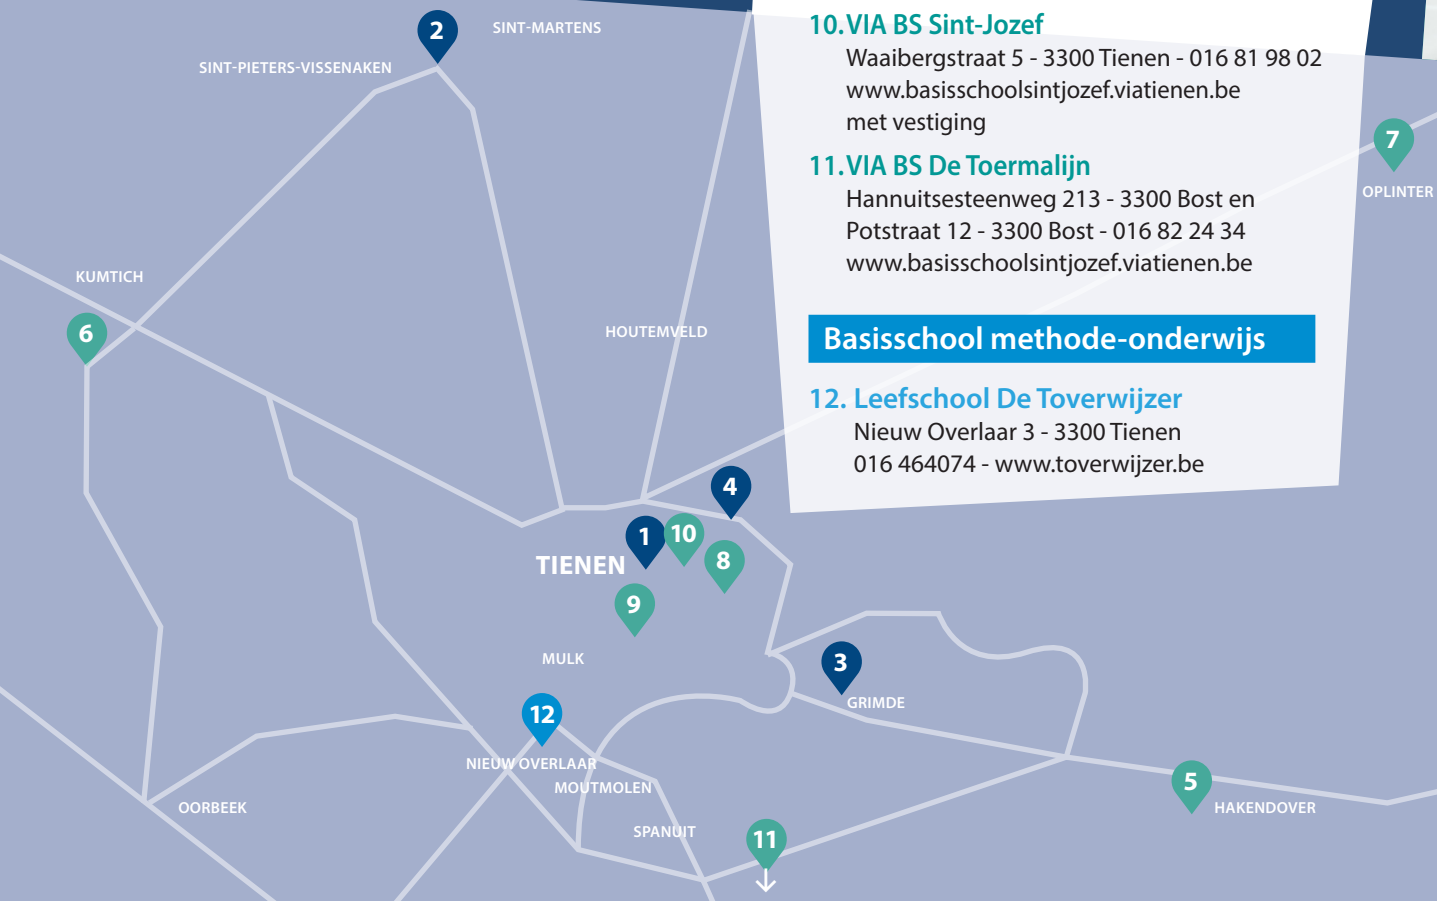 2
SINT-MARTENS
SINT-PIETERS-VISSENAKEN
10. VIA BS Sint-Jozef
Waaibergstraat 5 - 3300 Tienen - 016 81 98 02
www.basisschoolsintjozef.viatienen.be
met vestiging
11. VIA BS De Toermalijn
Hannuitsesteenweg 213 - 3300 Bost en
Potstraat 12 - 3300 Bost - 016 82 24 34
www.basisschoolsintjozef.viatienen.be
Basisschool methode-onderwijs
12. Leefschool De Toverwijzer
Nieuw Overlaar 3 - 3300 Tienen
016 464074 - www.toverwijzer.be
7
OPLINTER
KUMTICH
6
HOUTEMVELD
4
1
10
8
TIENEN
9
MULK
3
GRIMDE
12
NIEUW OVERLAAR
MOUTMOLEN
OORBEEK
SPANUIT
11
5
HAKENDOVER